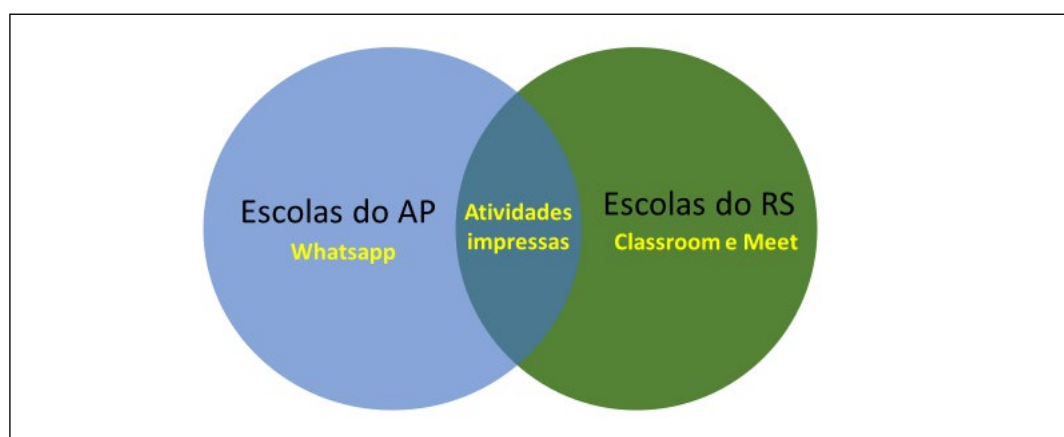 Escolas do AP
Whatsapp
Atividades
impressas
Escolas do RS
Classroom e Meet